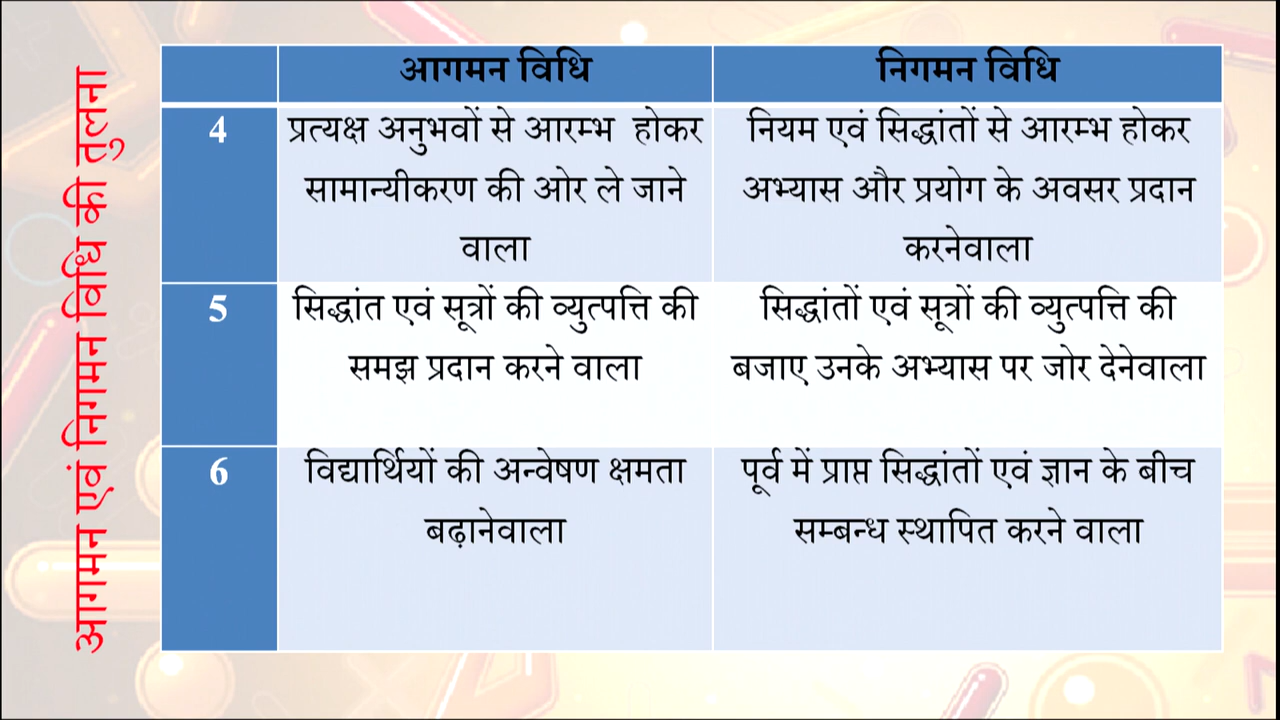 आगमन एवं निगमन विधि की तुलना
आगमन विधि
निगमन विधि
4
प्रत्यक्ष अनुभवों से आरम्भ होकर
सामान्यीकरण की ओर ले जाने
वाला
नियम एवं सिद्धांतों से आरम्भ होकर
अभ्यास और प्रयोग के अवसर प्रदान
करनेवाला
5
सिद्धांत एवं सूत्रों की व्युत्पत्ति की
समझ प्रदान करने वाला
सिद्धांतों एवं सूत्रों की व्युत्पत्ति की
बजाए उनके अभ्यास पर जोर देनेवाला
6
विद्यार्थियों की अन्वेषण क्षमता
बढ़ानेवाला
पूर्व में प्राप्त सिद्धांतों एवं ज्ञान के बीच
सम्बन्ध स्थापित करने वाला